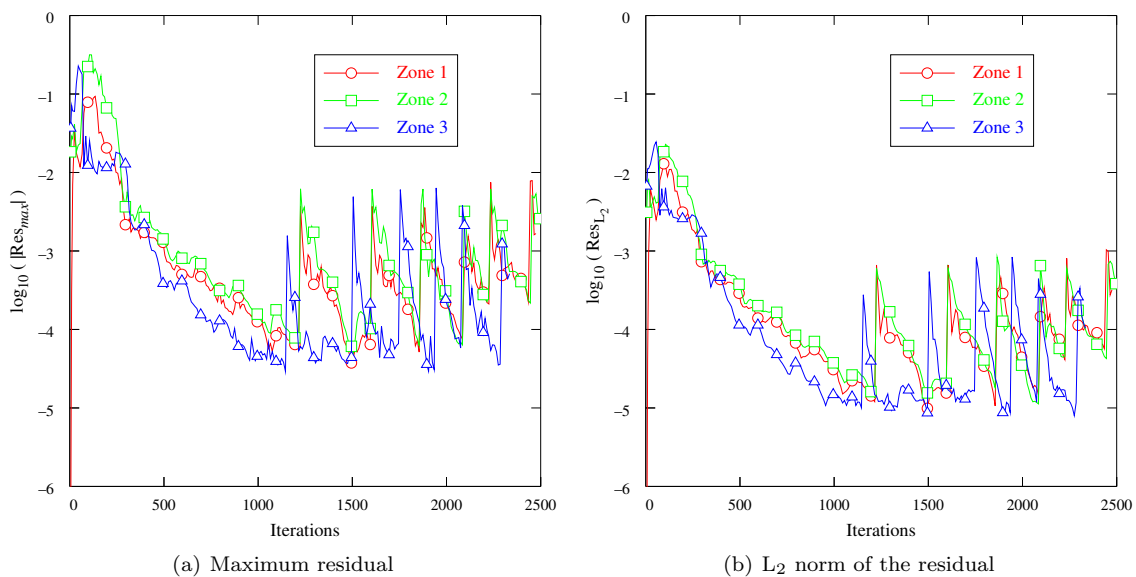 0
−1
−2
−3
−4
−5
−6
log₁₀ ( |Resₘₐₓ| )
Zone 1
Zone 2
Zone 3
0 500 1000 1500 2000 2500
Iterations
(a) Maximum residual
0
−1
−2
−3
−4
−5
−6
log₁₀ ( Res_L₂ )
Zone 1
Zone 2
Zone 3
0 500 1000 1500 2000 2500
Iterations
(b) L₂ norm of the residual